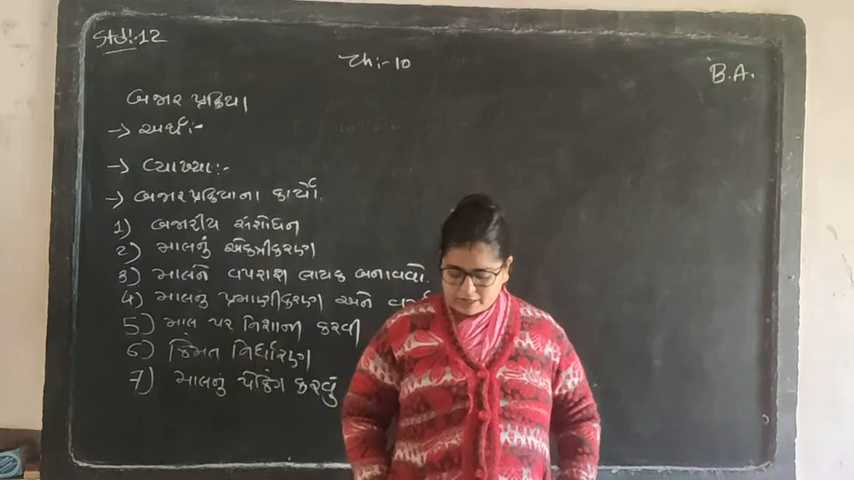 Std:-12
Ch:-10
B.A.
બજાર પ્રક્રિયા
→ અર્થ:-
→ વ્યાખ્યા:-
→ બજાર પ્રક્રિયાના કાર્યો.
1) બજારીય સંશોધન
2) માલનું એકત્રીકરણ
3) માલને વપરાશ લાયક બનાવવો.
4) માલનુ પ્રમાણીકરણ અને
5) માલ પર નિશાની કરવી
6) કિંમત નિર્ધારણ
7) માલનું પેકિંગ કરવું